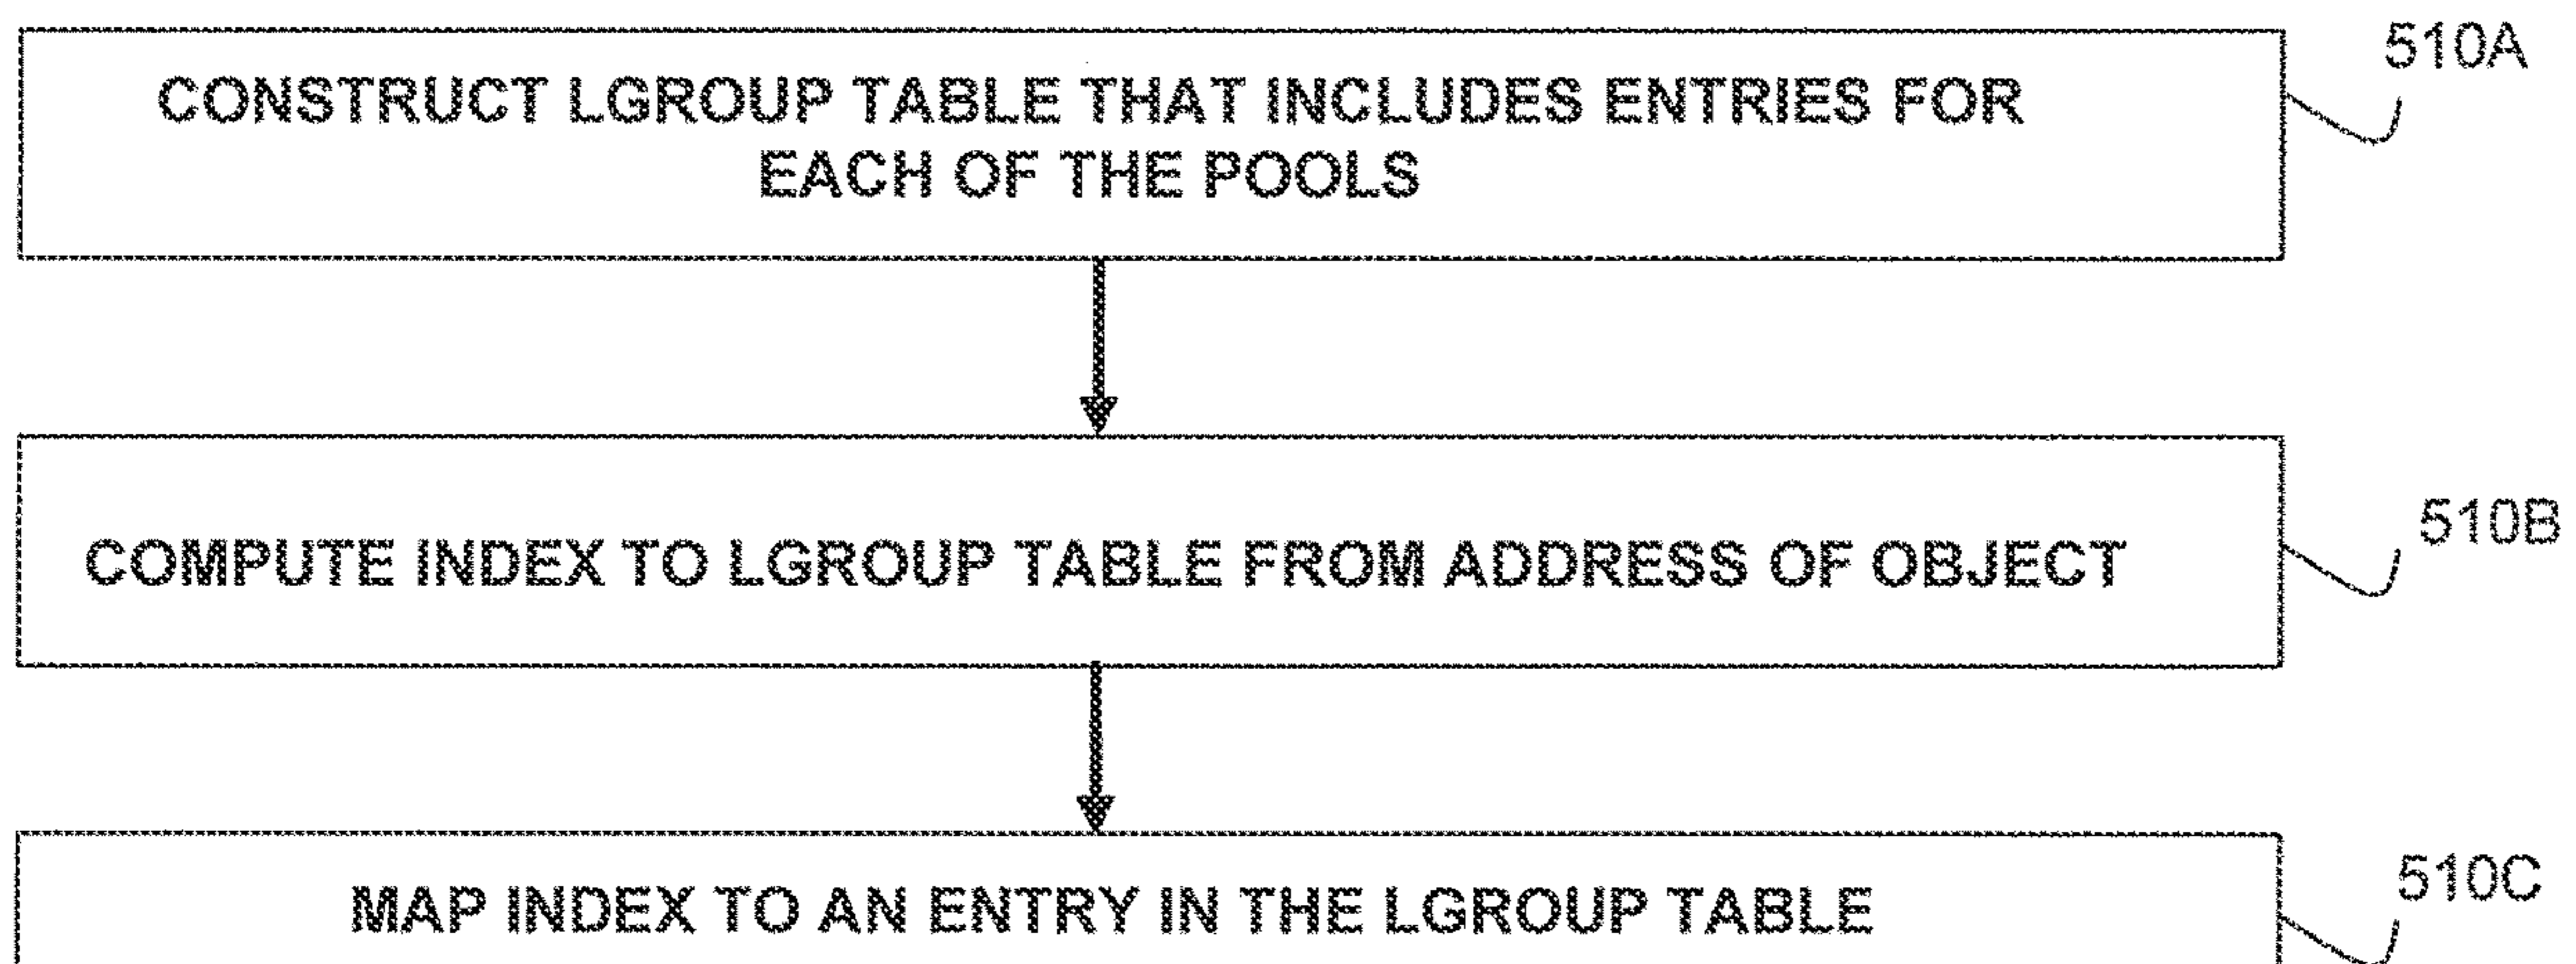 510A
CONSTRUCT LGROUP TABLE THAT INCLUDES ENTRIES FOR
EACH OF THE POOLS
510B
COMPUTE INDEX TO LGROUP TABLE FROM ADDRESS OF OBJECT
510C
MAP INDEX TO AN ENTRY IN THE LGROUP TABLE